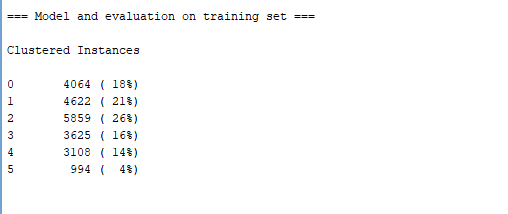 === Model and evaluation on training set ===
Clustered Instances
0 4064 ( 18%)
1 4622 ( 21%)
2 5859 ( 26%)
3 3625 ( 16%)
4 3108 ( 14%)
5 994 ( 4%)